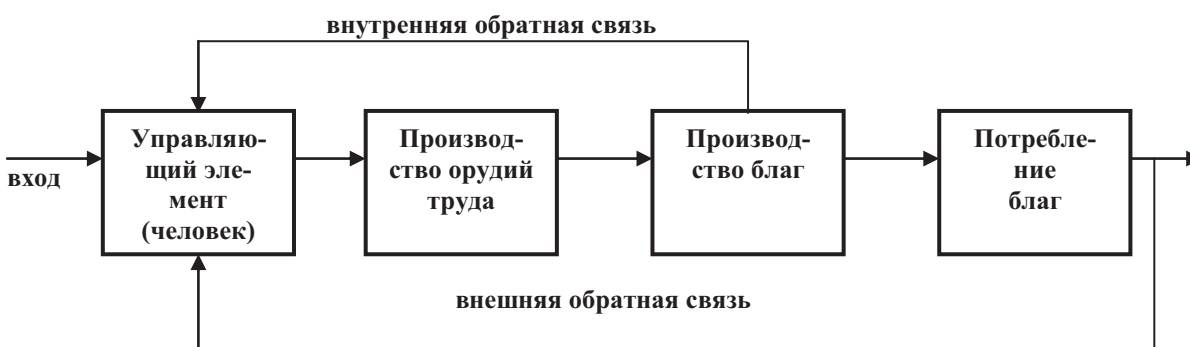 внутренняя обратная связь
Управляю-
щий эле-
мент
(человек)
Производ-
ство орудий
труда
Производ-
ство благ
Потребле-
ние
благ
вход
внешняя обратная связь